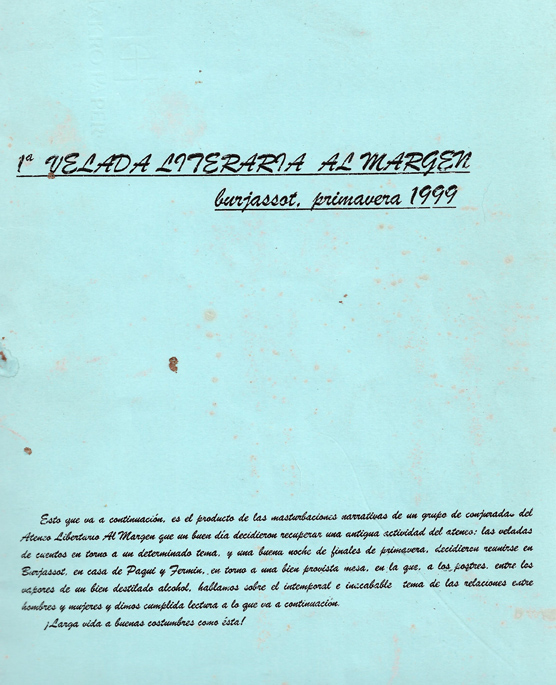 1ª VELADA LITERARIA AL MARGEN
burjassot, primavera 1999
Esto que va a continuación, es el producto de las masturbaciones narrativas de un grupo de conjurados del
Ateneo Libertario Al Margen que un buen día decidieron recuperar una antigua actividad del ateneo: las veladas
de cuentos en torno a un determinado tema, y una buena noche de finales de primavera, decidieron reunirse en
Burjassot, en casa de Paqui y Fermín, en torno a una bien provista mesa, en la que, a los postres, entre los
vapores de un bien destilado alcohol, hablamos sobre el intemporal e inacabable tema de las relaciones entre
hombres y mujeres y dimos cumplida lectura a lo que va a continuación.
¡Larga vida a buenas costumbres como ésta!